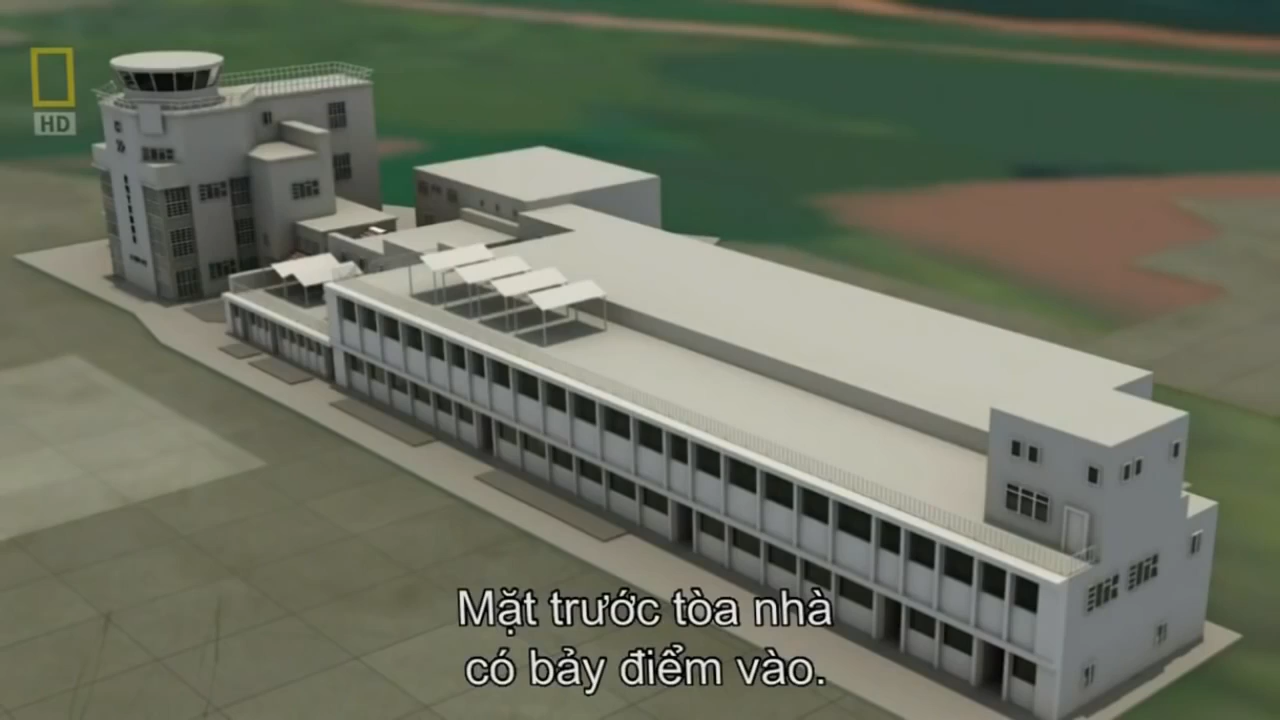 HD
Mặt trước tòa nhà
có bảy điểm vào.